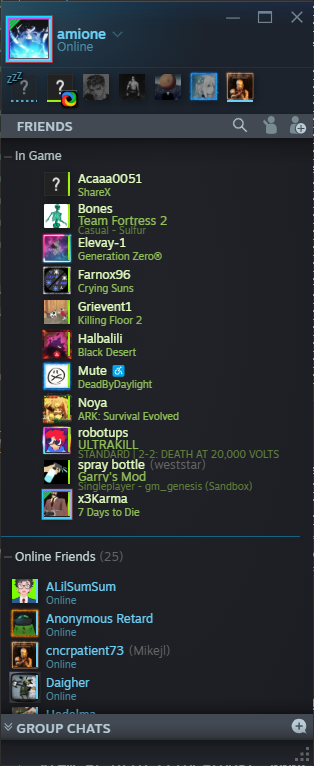 amione
Online
zzz
?
?
FRIENDS
In Game
?
Acaaa0051
ShareX
Bones
Team Fortress 2
Casual - Sulfur
Elevay-1
Generation Zero®
Farnox96
Crying Suns
Grievent1
Killing Floor 2
Halbalili
Black Desert
Mute
DeadByDaylight
Noya
ARK: Survival Evolved
robotups
ULTRAKILL
STANDARD | 2-2: DEATH AT 20,000 VOLTS
spray bottle (weststar)
Garry's Mod
Singleplayer - gm_genesis (Sandbox)
x3Karma
7 Days to Die
Online Friends (25)
ALilSumSum
Online
Anonymous Retard
Online
cncrpatient73 (Mikejl)
Online
Daigher
Online
GROUP CHATS